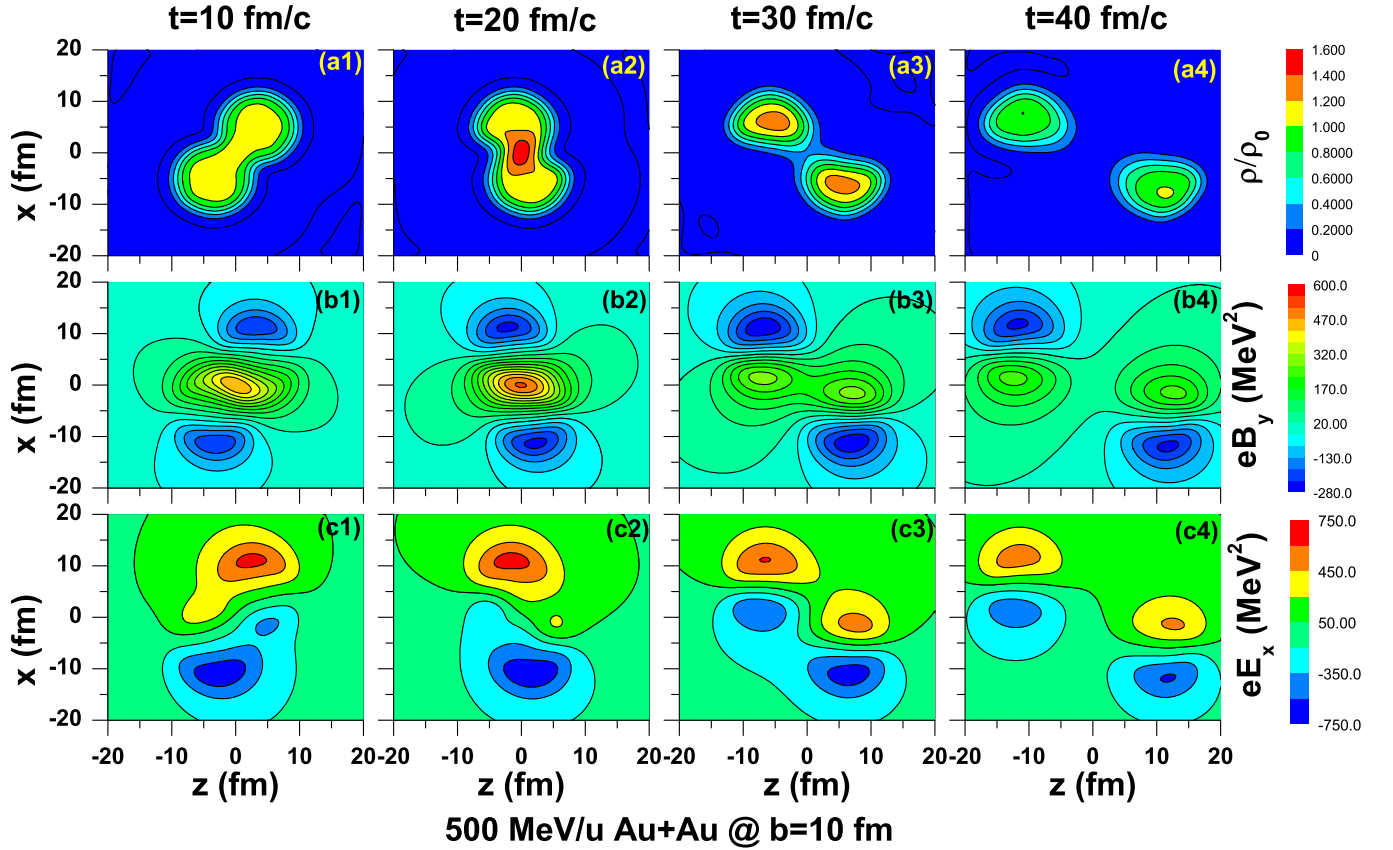 t=10 fm/c t=20 fm/c t=30 fm/c t=40 fm/c
20 (a1) (a2) (a3) (a4) 1.600
1.400
10 1.200
1.000
x (fm) 0 0.8000 ρ/ρ0
0.6000
-10 0.4000
0.2000
-20 0
20 (b1) (b2) (b3) (b4) 600.0
10 470.0
320.0
x (fm) 0 170.0 eBy (MeV2)
20.00
-10 -130.0
-20 -280.0
20 (c1) (c2) (c3) (c4) 750.0
10 450.0
x (fm) 0 50.00 eEx (MeV2)
-10 -350.0
-20 -750.0
-20 -10 0 10 20 -10 0 10 20 -10 0 10 20 -10 0 10 20
z (fm) z (fm) z (fm) z (fm)
500 MeV/u Au+Au @ b=10 fm